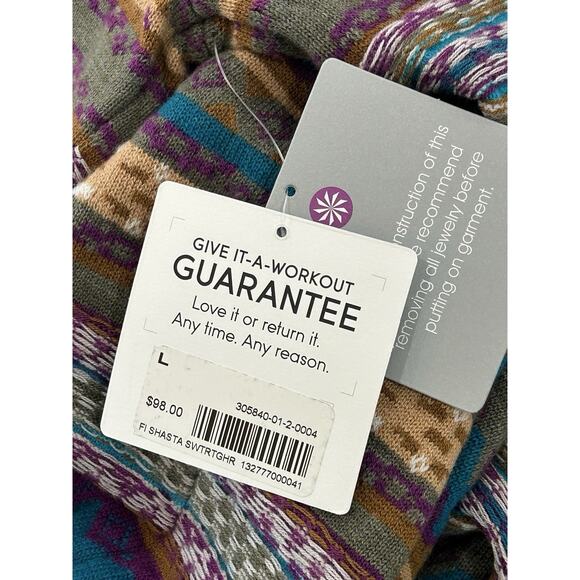 GIVE IT-A-WORKOUT
GUARANTEE
Love it or return it.
Any time. Any reason.
L
$98.00
305840-01-2-0004
FI SHASTA SWTRTGHR 132777000041
nstruction of this
e recommend
removing all jewelry before
putting on garment.